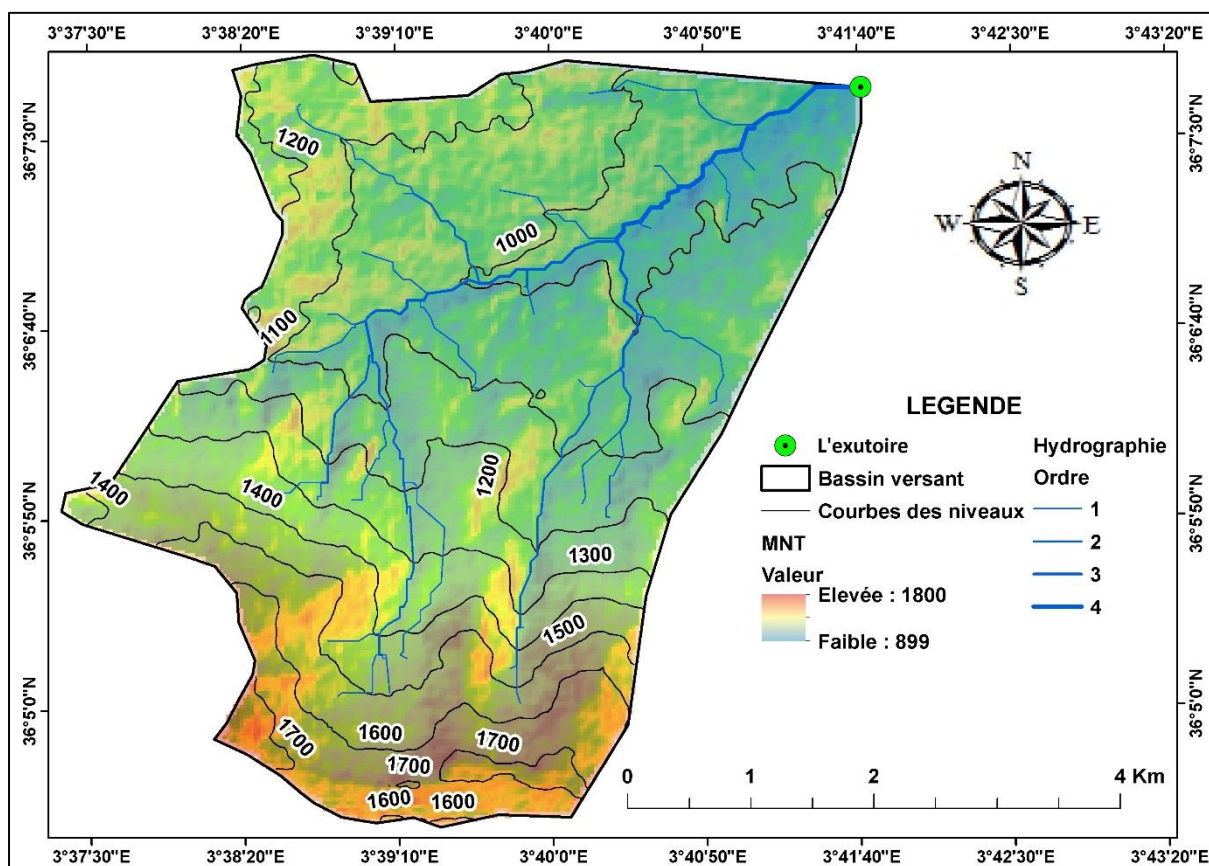 3°37'30"E 3°38'20"E 3°39'10"E 3°40'0"E 3°40'50"E 3°41'40"E 3°42'30"E 3°43'20"E
36°7'30"N 36°7'30"N
1200
N
W E
S
1000
36°6'40"N 36°6'40"N
1100
LEGENDE
L'exutoire
Bassin versant
Courbes des niveaux
MNT
Valeur
Elevée : 1800
Faible : 899
Hydrographie
Ordre
1
2
3
4
1400
1400
1200
36°5'50"N 36°5'50"N
1300
1500
36°5'0"N 36°5'0"N
1700
1600
1700
1700
1600 1600
0 1 2 4 Km
3°37'30"E 3°38'20"E 3°39'10"E 3°40'0"E 3°40'50"E 3°41'40"E 3°42'30"E 3°43'20"E